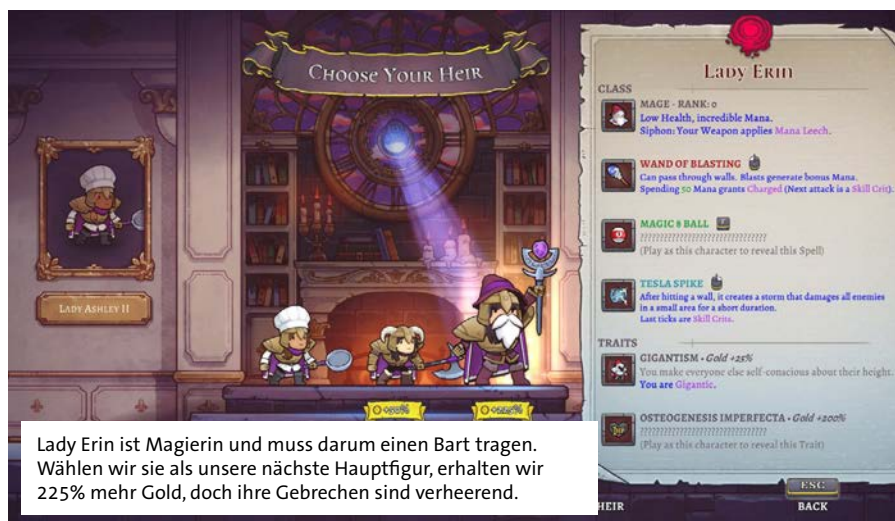 Choose Your Heir
Lady Erin
CLASS
MAGE - RANK: 0
Low Health, incredible Mana.
Siphon: Your Weapon applies Mana Leech.
WAND OF BLASTING
Can pass through walls. Blasts generate bonus Mana.
Spending 50 Mana grants Charged (Next attack is a Skill Crit).
MAGIC 8 BALL
(Play as this character to reveal this Spell)
TESLA SPIKE
After hitting a wall, it creates a storm that damages all enemies
in a small area for a short duration.
Last ticks are Skill Crits.
TRAITS
GIGANTISM • Gold +25%
You make everyone else self-conscious about their height.
You are Gigantic.
OSTEOGENESIS IMPERFECTA • Gold +200%
(Play as this character to reveal this Trait)
Lady Ashley II
Lady Erin ist Magierin und muss darum einen Bart tragen.
Wählen wir sie als unsere nächste Hauptfigur, erhalten wir
225% mehr Gold, doch ihre Gebrechen sind verheerend.
HEIR
ESC
BACK